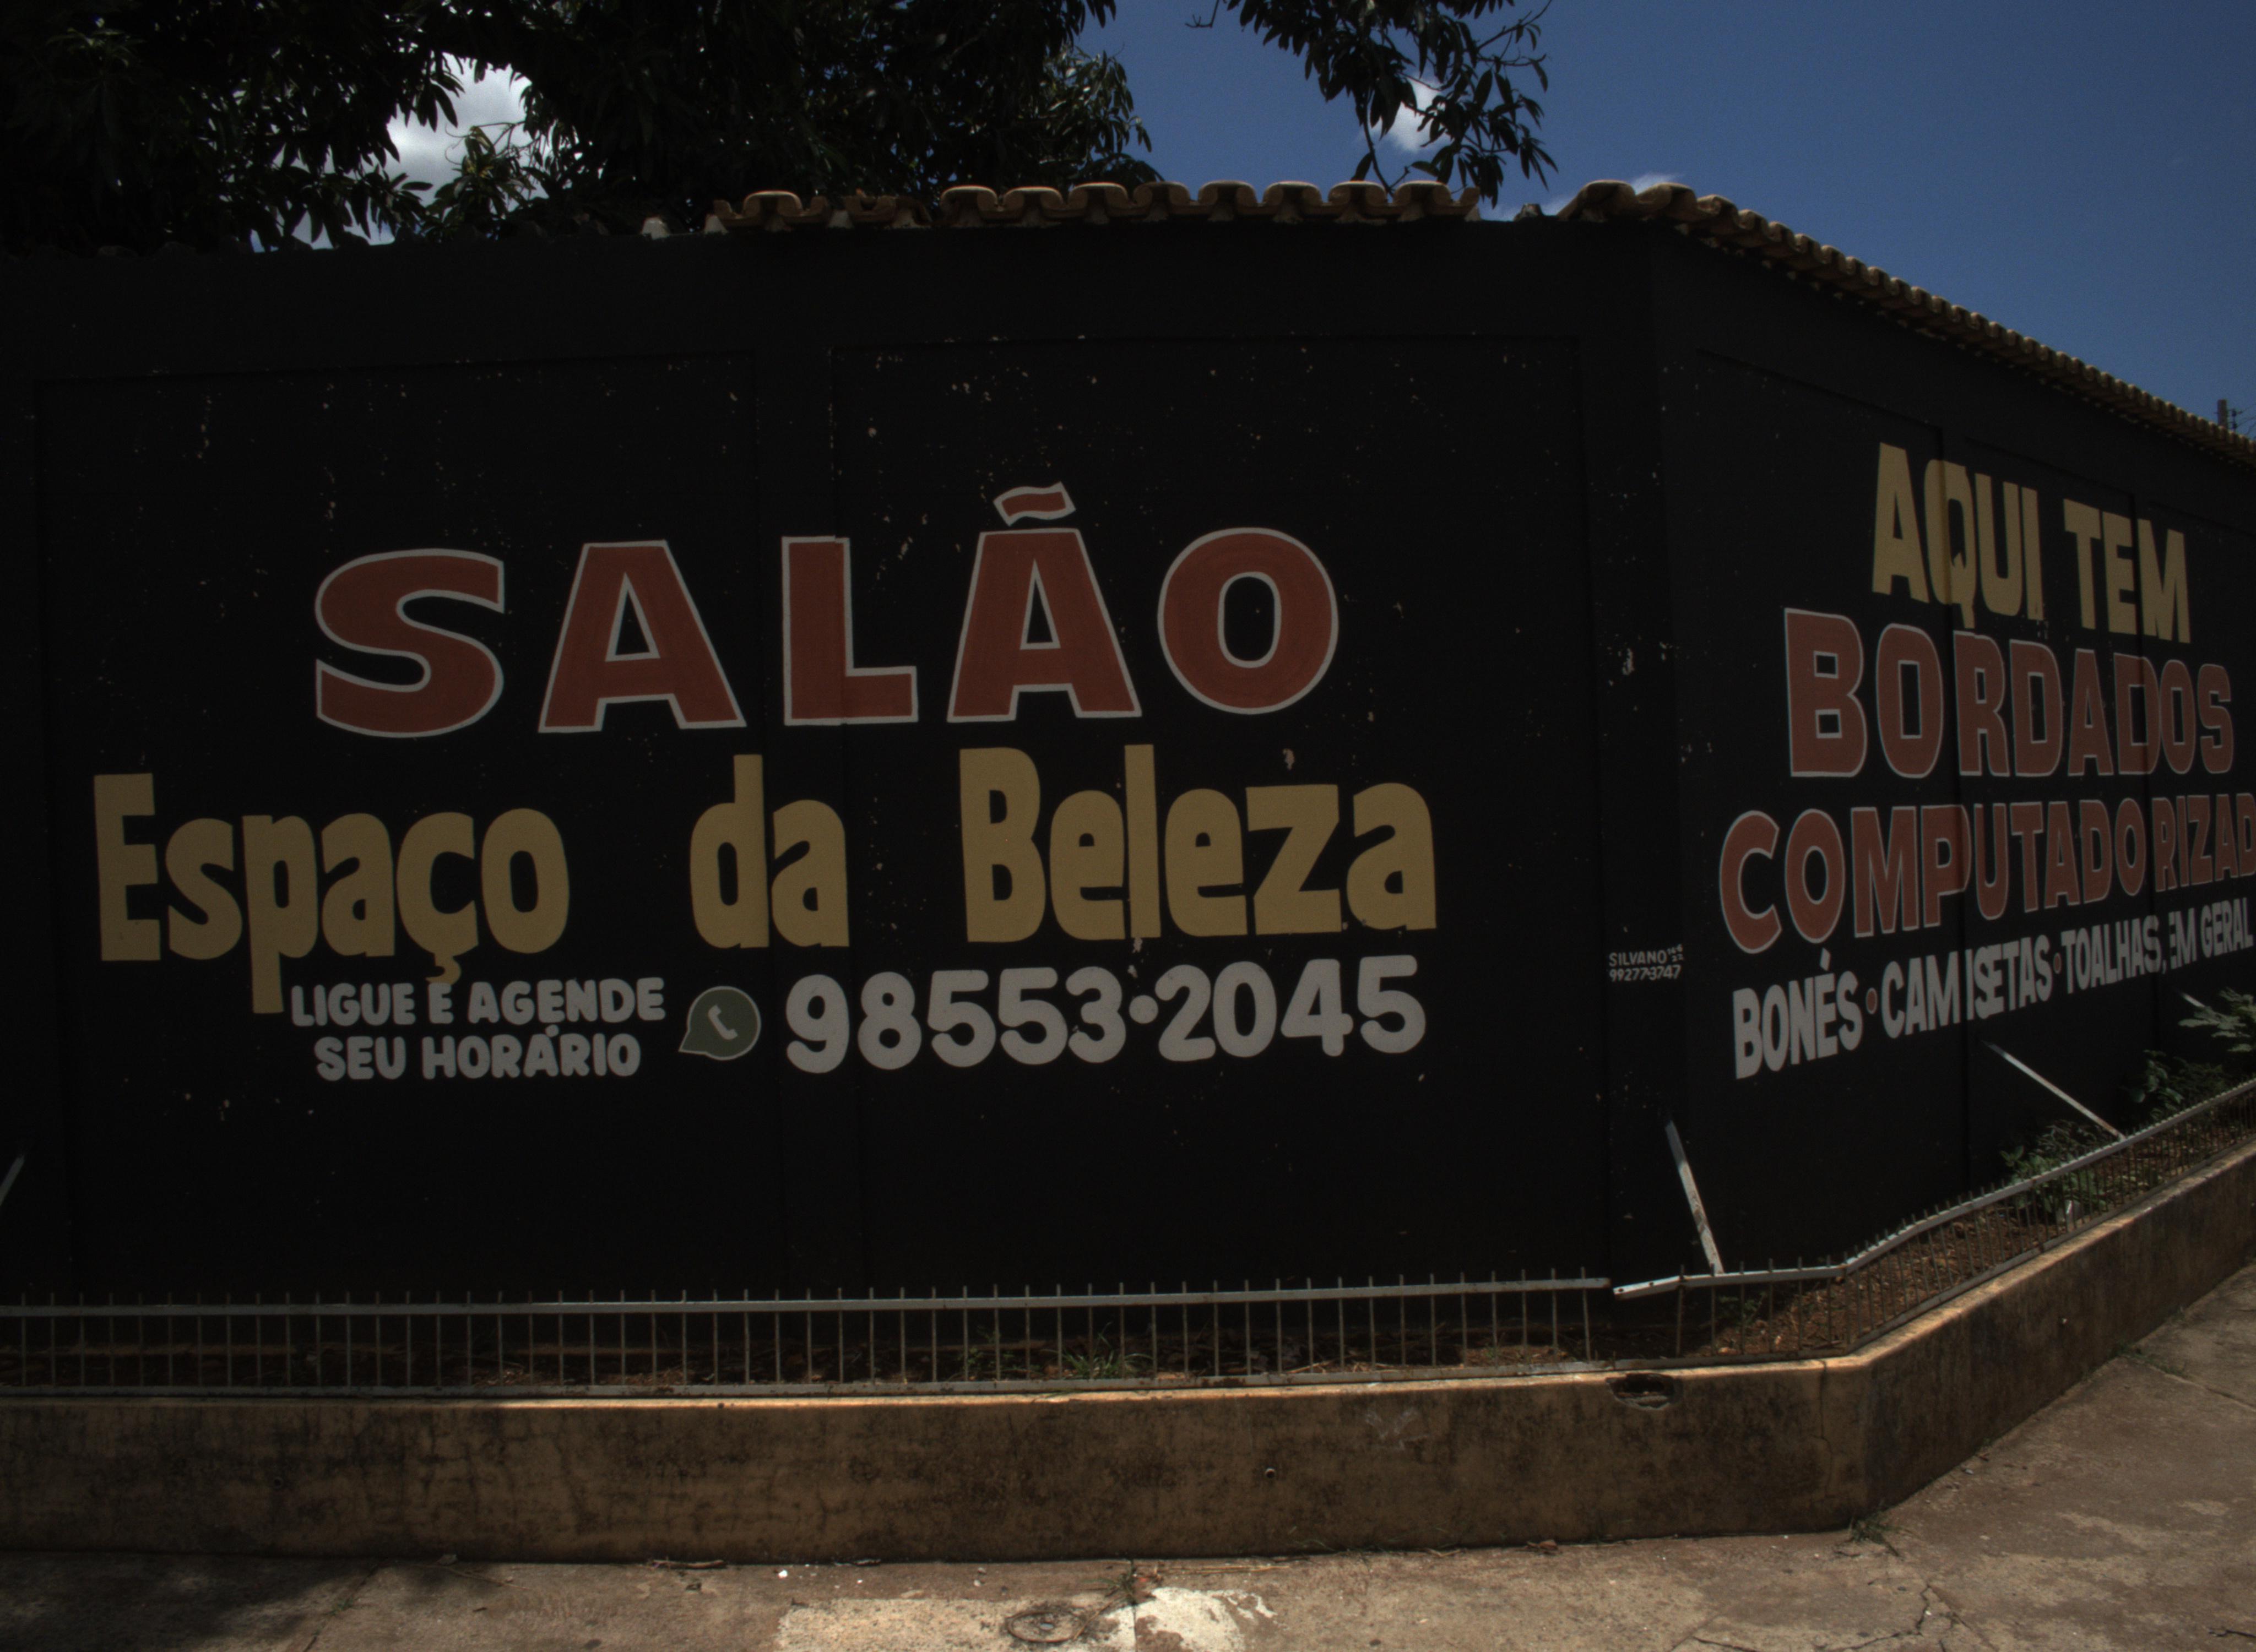 SALÃO
Espaço da Beleza
LIGUE E AGENDE
SEU HORÁRIO
98553•2045
SILVANO
99277-3747
AQUI TEM
BORDADOS
COMPUTADORIZAD
BONÉS • CAMISETAS • TOALHAS, EM GERAL